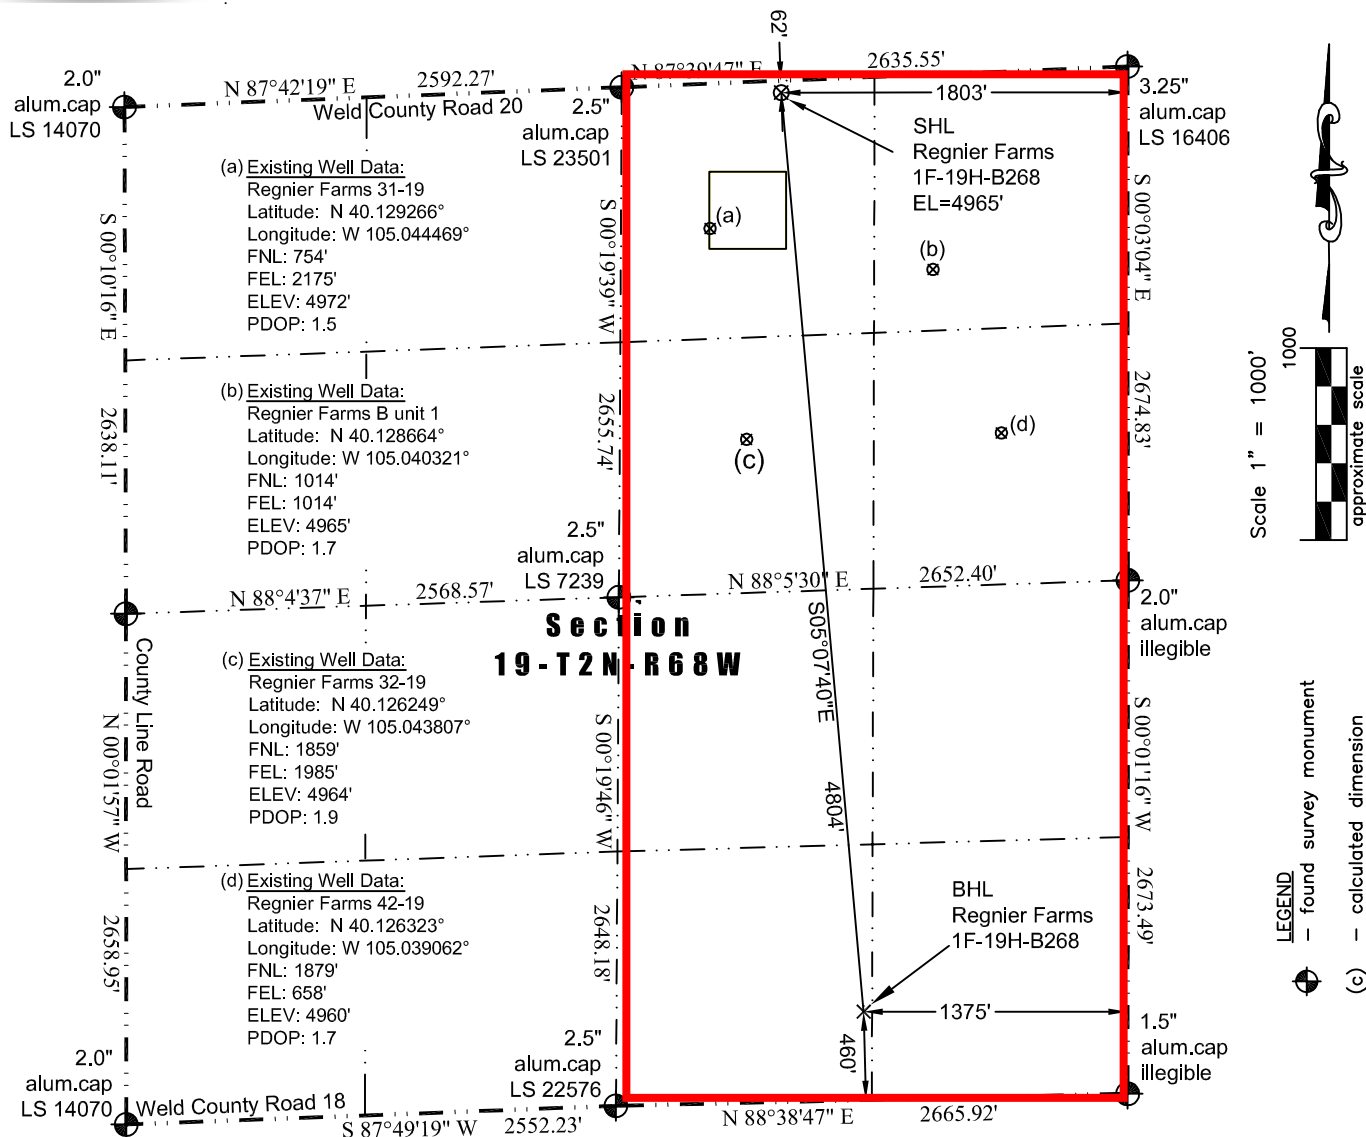 62'
2.0"
alum.cap
LS 14070
N 87°42'19" E
2592.27'
Weld County Road 20
2.5"
alum.cap
LS 23501
N 87°39'47" E
2635.55'
3.25"
alum.cap
LS 16406
1803'
SHL
Regnier Farms
1F-19H-B268
EL=4965'
(a) Existing Well Data:
Regnier Farms 31-19
Latitude: N 40.129266°
Longitude: W 105.044469°
FNL: 754'
FEL: 2175'
ELEV: 4972'
PDOP: 1.5
(b) Existing Well Data:
Regnier Farms B unit 1
Latitude: N 40.128664°
Longitude: W 105.040321°
FNL: 1014'
FEL: 1014'
ELEV: 4965'
PDOP: 1.7
S 00°10'16" E
2638.11'
S 00°19'39" W
2655.74'
(a)
(b)
(c)
(d)
S 00°03'04" E
2674.83'
2.5"
alum.cap
LS 7239
N 88°4'37" E
2568.57'
N 88°5'30" E
2652.40'
2.0"
alum.cap
illegible
Section
19-T2N-R68W
(c) Existing Well Data:
Regnier Farms 32-19
Latitude: N 40.126249°
Longitude: W 105.043807°
FNL: 1859'
FEL: 1985'
ELEV: 4964'
PDOP: 1.9
(d) Existing Well Data:
Regnier Farms 42-19
Latitude: N 40.126323°
Longitude: W 105.039062°
FNL: 1879'
FEL: 658'
ELEV: 4960'
PDOP: 1.7
County Line Road
N 00°01'57" W
2658.95'
S 00°19'46" W
2648.18'
S05°07'40"E
4804'
S 00°01'16" W
2673.49'
BHL
Regnier Farms
1F-19H-B268
1375'
460'
2.0"
alum.cap
LS 14070
Weld County Road 18
S 87°49'19" W
2552.23'
2.5"
alum.cap
LS 22576
N 88°38'47" E
2665.92'
1.5"
alum.cap
illegible
Scale 1" = 1000'
1000
approximate scale
LEGEND
– found survey monument
(c) – calculated dimension